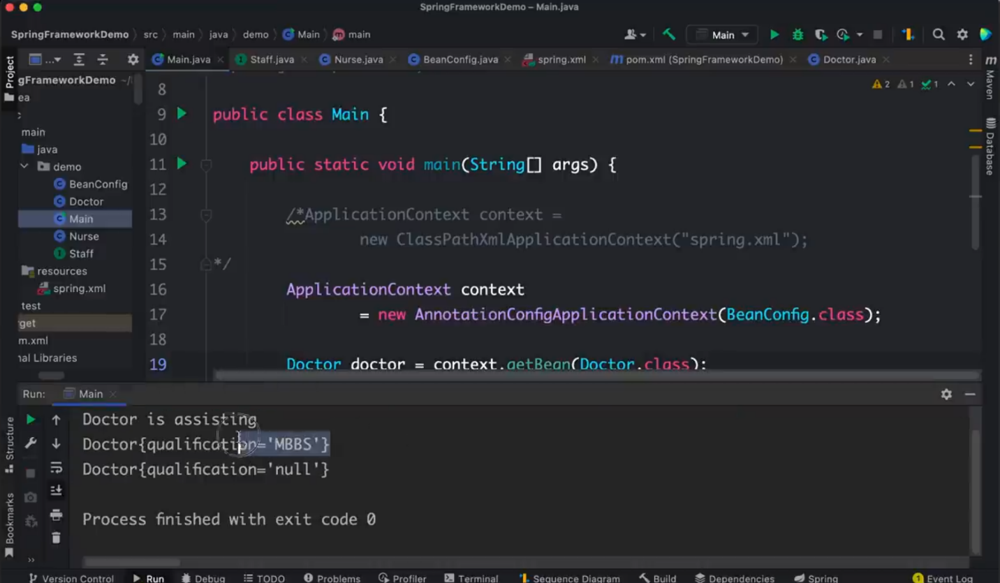 SpringFrameworkDemo – Main.java
SpringFrameworkDemo src main java demo Main main
Main
Project
...
Main.java Staff.java Nurse.java BeanConfig.java spring.xml pom.xml (SpringFrameworkDemo) Doctor.java
m
Maven
Database
gFrameworkDemo ~/
ea
main
java
demo
BeanConfig
Doctor
Main
Nurse
Staff
resources
spring.xml
test
rget
m.xml
nal Libraries
2 1 1
8
9 public class Main {
10
11 public static void main(String[] args) {
12
13 /*ApplicationContext context =
14 new ClassPathXmlApplicationContext("spring.xml");
15 */
16 ApplicationContext context
17 = new AnnotationConfigApplicationContext(BeanConfig.class);
18
19 Doctor doctor = context.getBean(Doctor.class);
Run: Main
Structure
Bookmarks
Doctor is assisting
Doctor{qualification='MBBS'}
Doctor{qualification='null'}
Process finished with exit code 0
Version Control Run Debug TODO Problems Profiler Terminal Sequence Diagram Build Dependencies Spring 1 Event Log